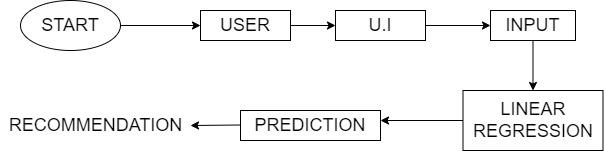 START
USER
U.I
INPUT
LINEAR
REGRESSION
PREDICTION
RECOMMENDATION